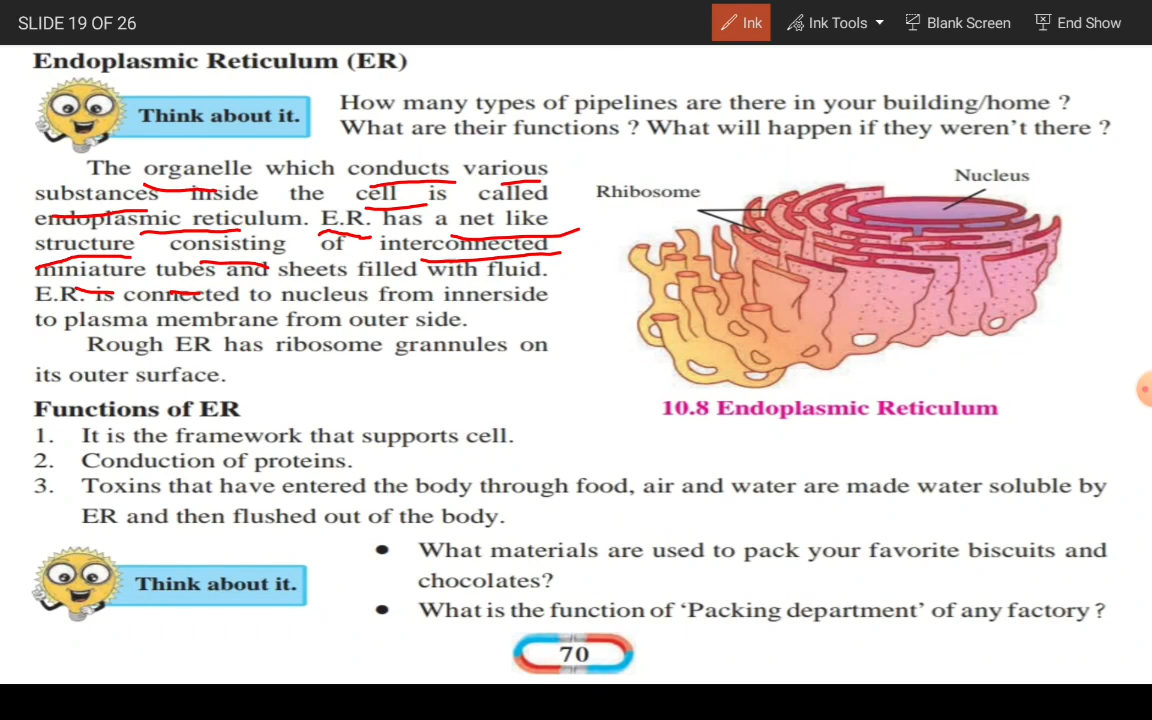 SLIDE 19 OF 26
Ink
Ink Tools
Blank Screen
End Show
Endoplasmic Reticulum (ER)
Think about it.
How many types of pipelines are there in your building/home ?
What are their functions ? What will happen if they weren't there ?
The organelle which conducts various
substances inside the cell is called
endoplasmic reticulum. E.R. has a net like
structure consisting of interconnected
miniature tubes and sheets filled with fluid.
E.R. is connected to nucleus from innerside
to plasma membrane from outer side.
Rough ER has ribosome grannules on
its outer surface.
Rhibosome
Nucleus
10.8 Endoplasmic Reticulum
Functions of ER
1. It is the framework that supports cell.
2. Conduction of proteins.
3. Toxins that have entered the body through food, air and water are made water soluble by
ER and then flushed out of the body.
Think about it.
• What materials are used to pack your favorite biscuits and
chocolates?
• What is the function of 'Packing department' of any factory ?
70